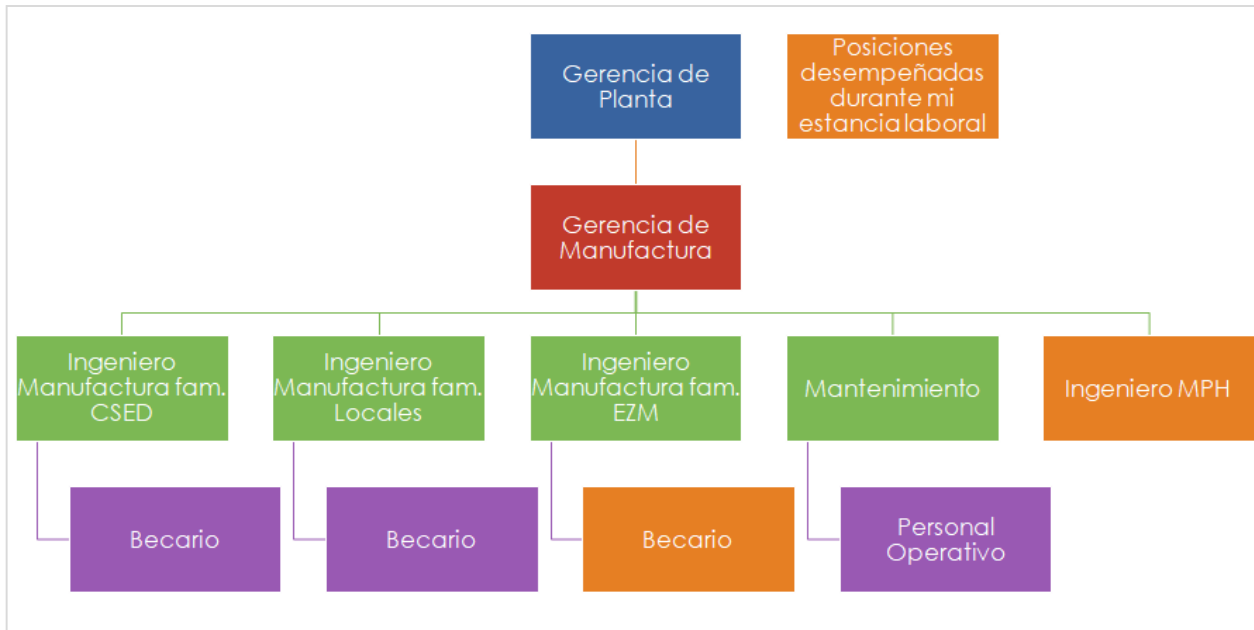 Gerencia de
Planta
Posiciones
desempeñadas
durante mi
estancia laboral
Gerencia de
Manufactura
Ingeniero
Manufactura fam.
CSED
Ingeniero
Manufactura fam.
Locales
Ingeniero
Manufactura fam.
EZM
Mantenimiento
Ingeniero MPH
Becario
Becario
Becario
Personal
Operativo